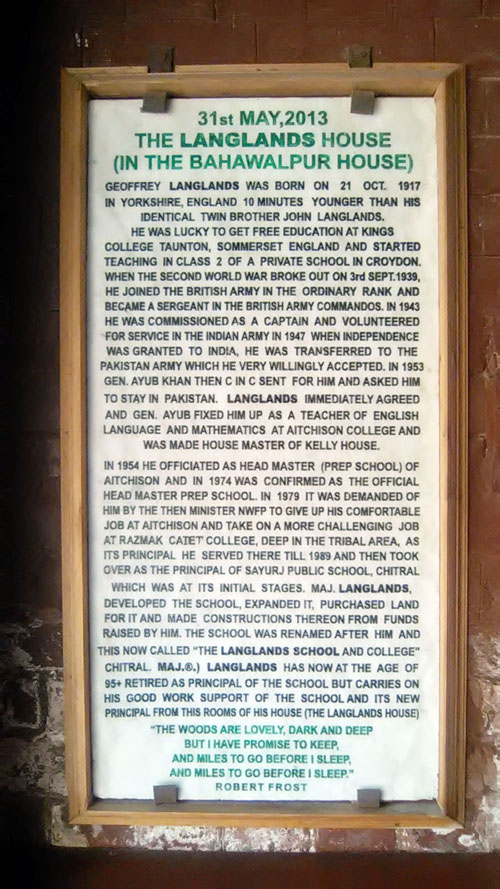 31st MAY,2013
THE LANGLANDS HOUSE
(IN THE BAHAWALPUR HOUSE)
GEOFFREY LANGLANDS WAS BORN ON 21 OCT. 1917
IN YORKSHIRE, ENGLAND 10 MINUTES YOUNGER THAN HIS
IDENTICAL TWIN BROTHER JOHN LANGLANDS.
HE WAS LUCKY TO GET FREE EDUCATION AT KINGS
COLLEGE TAUNTON, SOMMERSET ENGLAND AND STARTED
TEACHING IN CLASS 2 OF A PRIVATE SCHOOL IN CROYDON.
WHEN THE SECOND WORLD WAR BROKE OUT ON 3rd SEPT.1939,
HE JOINED THE BRITISH ARMY IN THE ORDINARY RANK AND
BECAME A SERGEANT IN THE BRITISH ARMY COMMANDOS. IN 1943
HE WAS COMMISSIONED AS A CAPTAIN AND VOLUNTEERED
FOR SERVICE IN THE INDIAN ARMY IN 1947 WHEN INDEPENDENCE
WAS GRANTED TO INDIA, HE WAS TRANSFERRED TO THE
PAKISTAN ARMY WHICH HE VERY WILLINGLY ACCEPTED. IN 1953
GEN. AYUB KHAN THEN C IN C SENT FOR HIM AND ASKED HIM
TO STAY IN PAKISTAN. LANGLANDS IMMEDIATELY AGREED
AND GEN. AYUB FIXED HIM UP AS A TEACHER OF ENGLISH
LANGUAGE AND MATHEMATICS AT AITCHISON COLLEGE AND
WAS MADE HOUSE MASTER OF KELLY HOUSE.
IN 1954 HE OFFICIATED AS HEAD MASTER (PREP SCHOOL) OF
AITCHISON AND IN 1974 WAS CONFIRMED AS THE OFFICIAL
HEAD MASTER PREP SCHOOL. IN 1979 IT WAS DEMANDED OF
HIM BY THE THEN MINISTER NWFP TO GIVE UP HIS COMFORTABLE
JOB AT AITCHISON AND TAKE ON A MORE CHALLENGING JOB
AT RAZMAK CATET COLLEGE, DEEP IN THE TRIBAL AREA, AS
ITS PRINCIPAL HE SERVED THERE TILL 1989 AND THEN TOOK
OVER AS THE PRINCIPAL OF SAYURJ PUBLIC SCHOOL, CHITRAL
WHICH WAS AT ITS INITIAL STAGES. MAJ. LANGLANDS,
DEVELOPED THE SCHOOL, EXPANDED IT, PURCHASED LAND
FOR IT AND MADE CONSTRUCTIONS THEREON FROM FUNDS
RAISED BY HIM. THE SCHOOL WAS RENAMED AFTER HIM AND
THIS NOW CALLED "THE LANGLANDS SCHOOL AND COLLEGE"
CHITRAL. MAJ.®.) LANGLANDS HAS NOW AT THE AGE OF
95+ RETIRED AS PRINCIPAL OF THE SCHOOL BUT CARRIES ON
HIS GOOD WORK SUPPORT OF THE SCHOOL AND ITS NEW
PRINCIPAL FROM THIS ROOMS OF HIS HOUSE (THE LANGLANDS HOUSE)
"THE WOODS ARE LOVELY, DARK AND DEEP
BUT I HAVE PROMISE TO KEEP,
AND MILES TO GO BEFORE I SLEEP,
AND MILES TO GO BEFORE I SLEEP."
ROBERT FROST